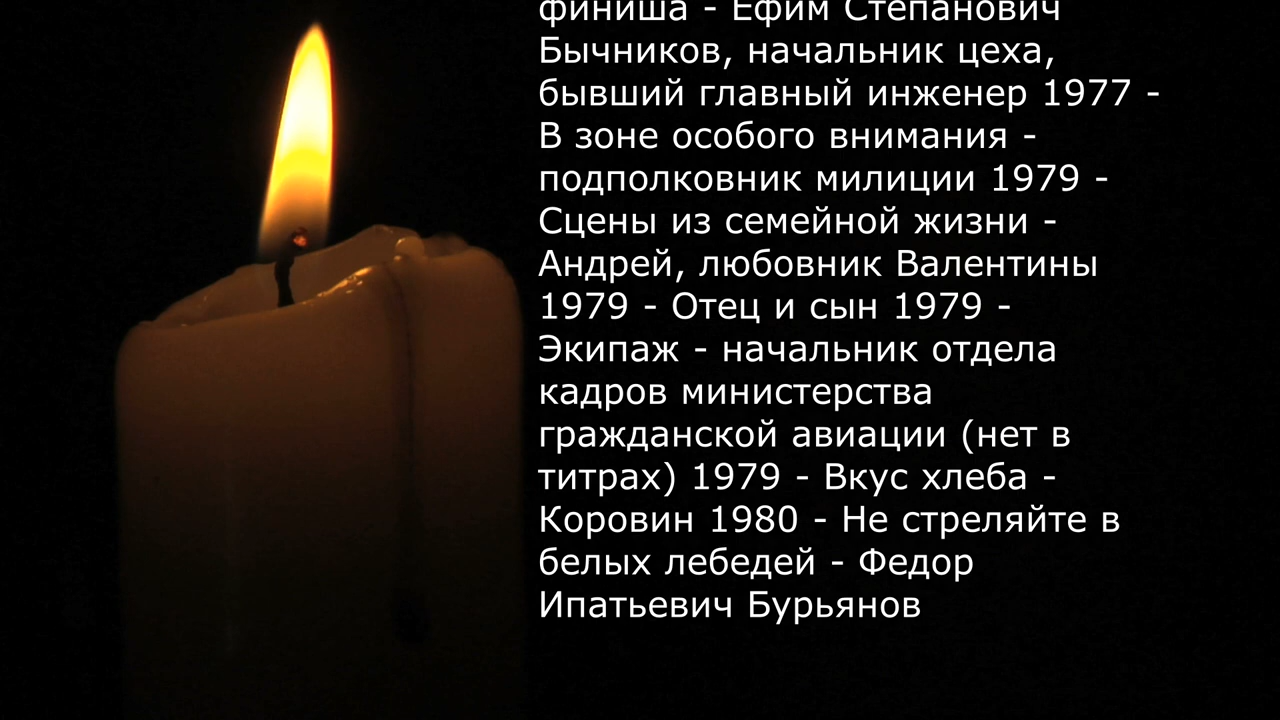 финиша - Ефим Степанович
Бычников, начальник цеха,
бывший главный инженер 1977 -
В зоне особого внимания -
подполковник милиции 1979 -
Сцены из семейной жизни -
Андрей, любовник Валентины
1979 - Отец и сын 1979 -
Экипаж - начальник отдела
кадров министерства
гражданской авиации (нет в
титрах) 1979 - Вкус хлеба -
Коровин 1980 - Не стреляйте в
белых лебедей - Федор
Ипатьевич Бурьянов